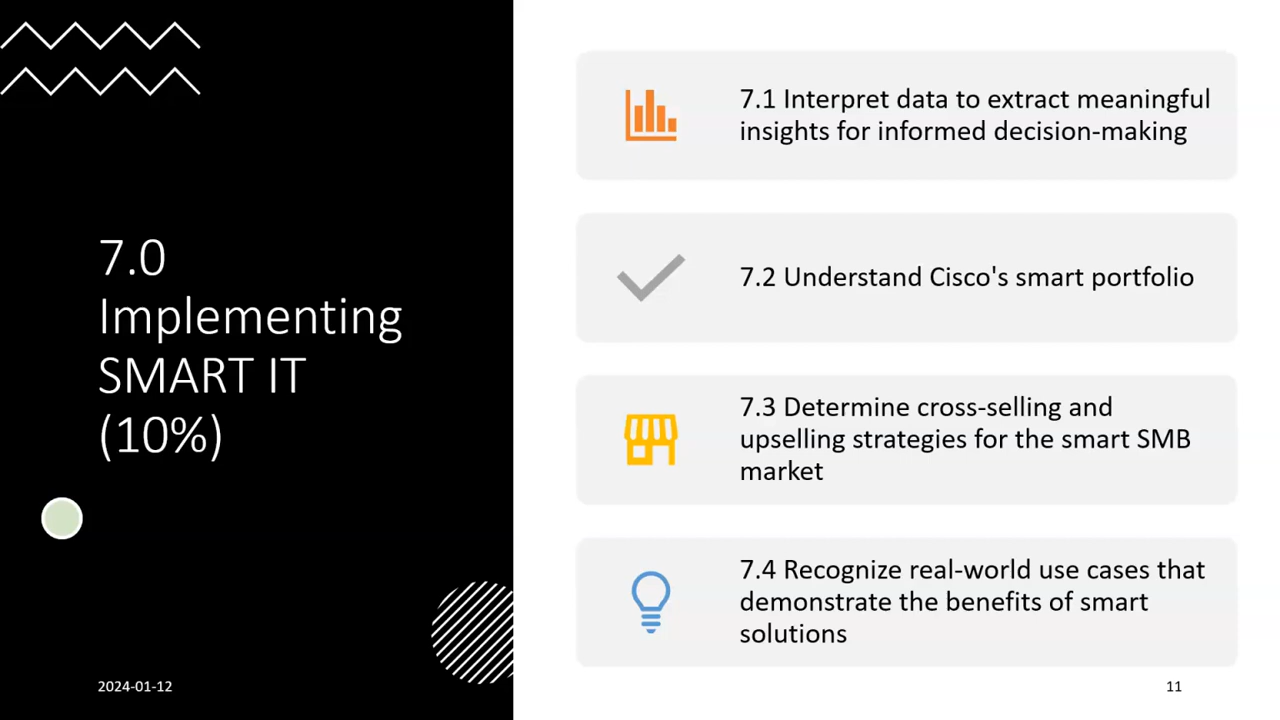 7.0
Implementing
SMART IT
(10%)
7.1 Interpret data to extract meaningful
insights for informed decision-making
7.2 Understand Cisco's smart portfolio
7.3 Determine cross-selling and
upselling strategies for the smart SMB
market
7.4 Recognize real-world use cases that
demonstrate the benefits of smart
solutions
2024-01-12
11